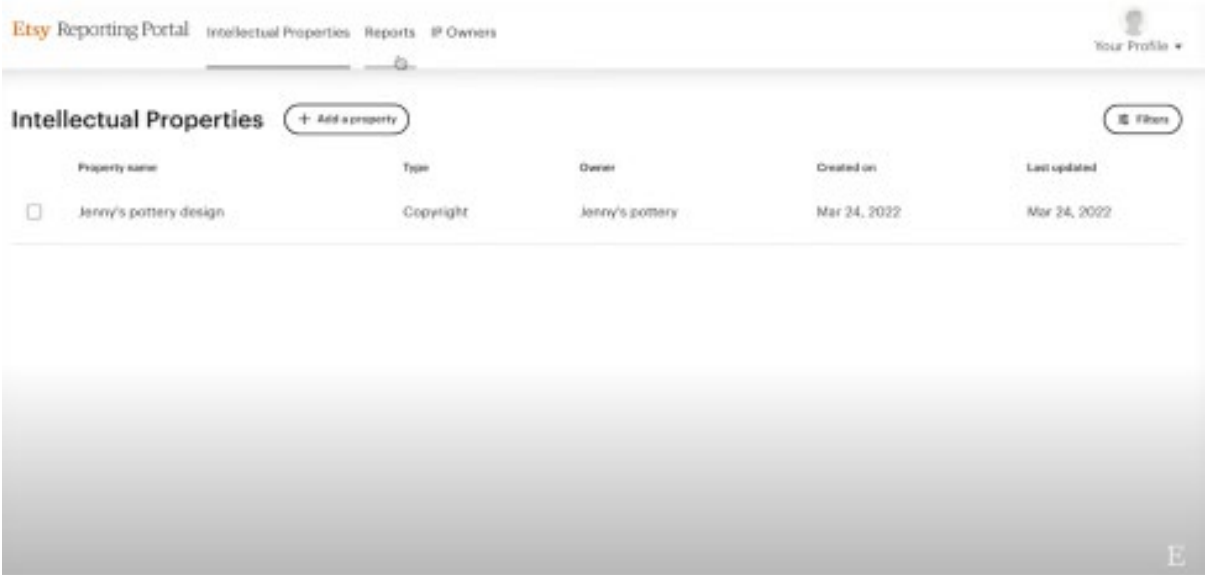 Etsy Reporting Portal Intellectual Properties Reports IP Owners
Your Profile
Intellectual Properties + Add a property Filters
Property name Type Owner Created on Last updated
Jenny's pottery design Copyright Jenny's pottery Mar 24, 2022 Mar 24, 2022
E